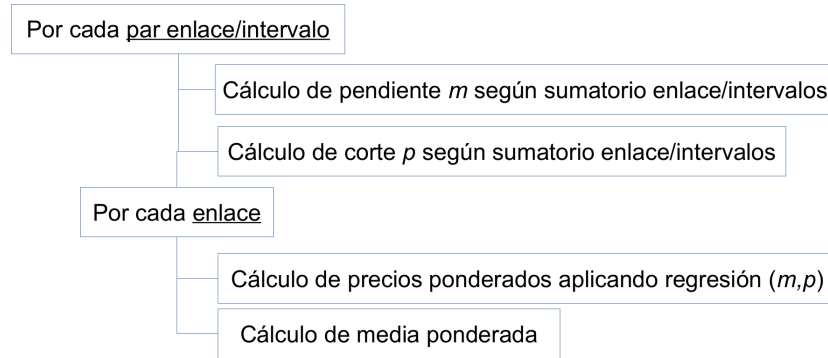 Por cada par enlace/intervalo
Cálculo de pendiente m según sumatorio enlace/intervalos
Cálculo de corte p según sumatorio enlace/intervalos
Por cada enlace
Cálculo de precios ponderados aplicando regresión (m,p)
Cálculo de media ponderada